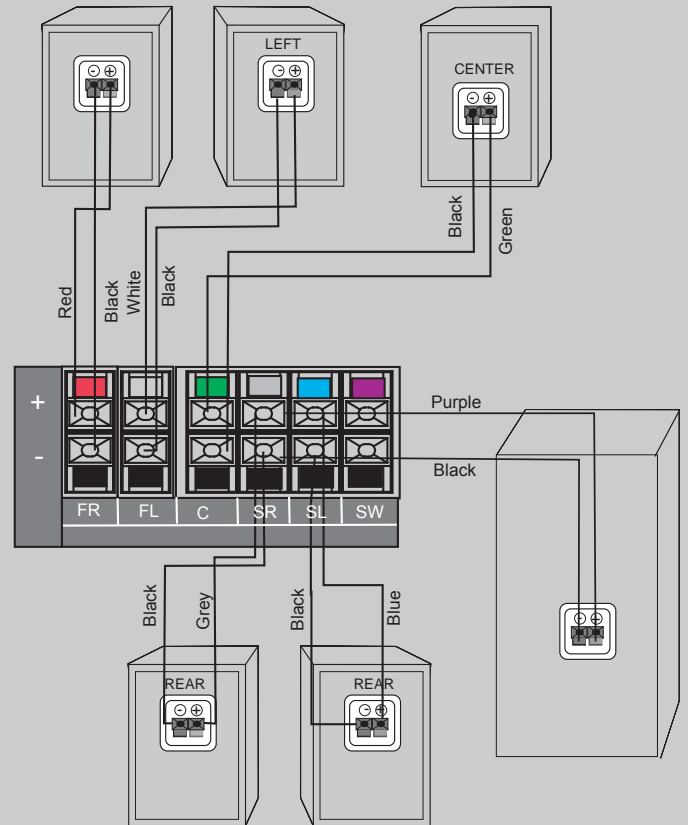 LEFT
CENTER
Black
Green
Red
Black
White
Black
+
-
Purple
Black
FR FL C SR SL SW
Black
Grey
Black
Blue
REAR
REAR